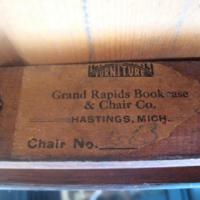 FURNITURE
Grand Rapids Bookcase
& Chair Co.
HASTINGS, MICH.
Chair No.